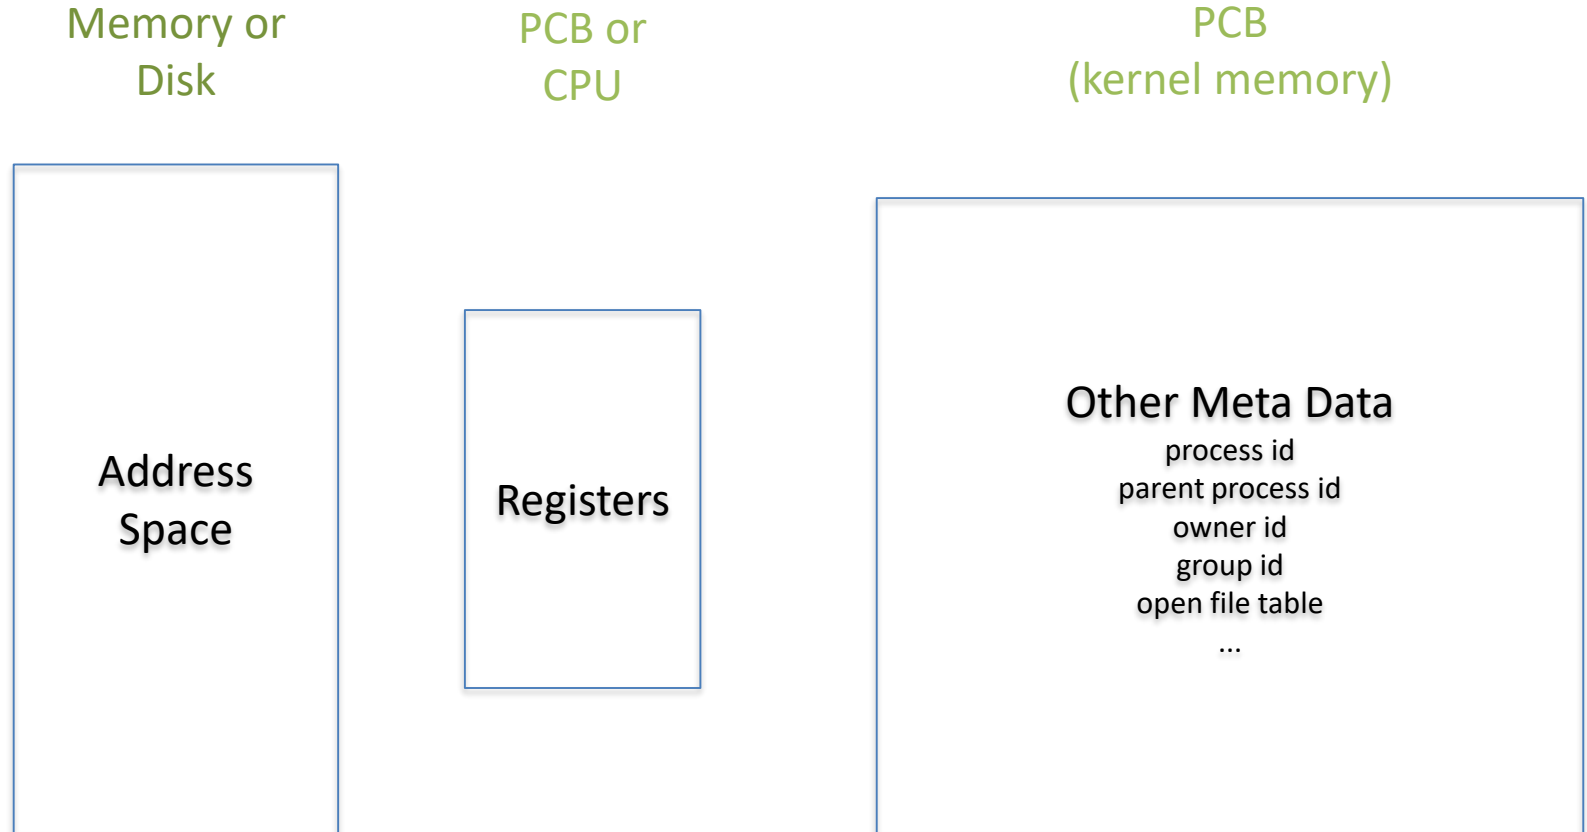 Memory or
Disk
PCB or
CPU
PCB
(kernel memory)
Address
Space
Registers
Other Meta Data
process id
parent process id
owner id
group id
open file table
...